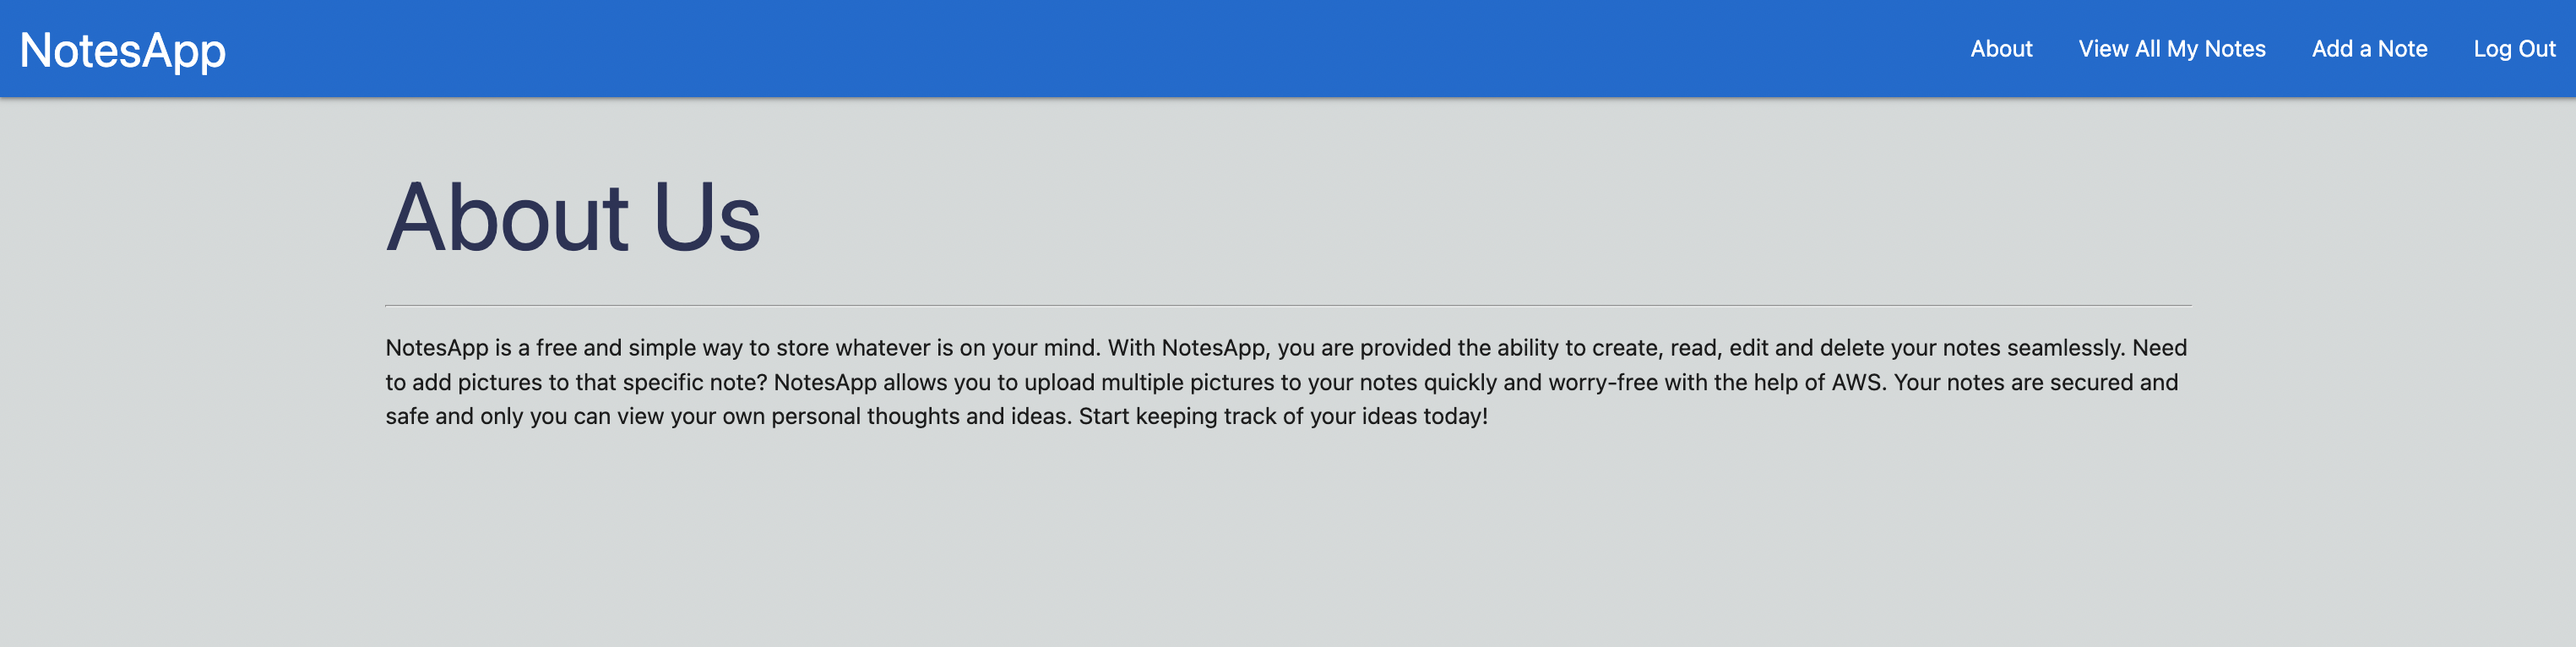 NotesApp
About
View All My Notes
Add a Note
Log Out
About Us
NotesApp is a free and simple way to store whatever is on your mind. With NotesApp, you are provided the ability to create, read, edit and delete your notes seamlessly. Need
to add pictures to that specific note? NotesApp allows you to upload multiple pictures to your notes quickly and worry-free with the help of AWS. Your notes are secured and
safe and only you can view your own personal thoughts and ideas. Start keeping track of your ideas today!